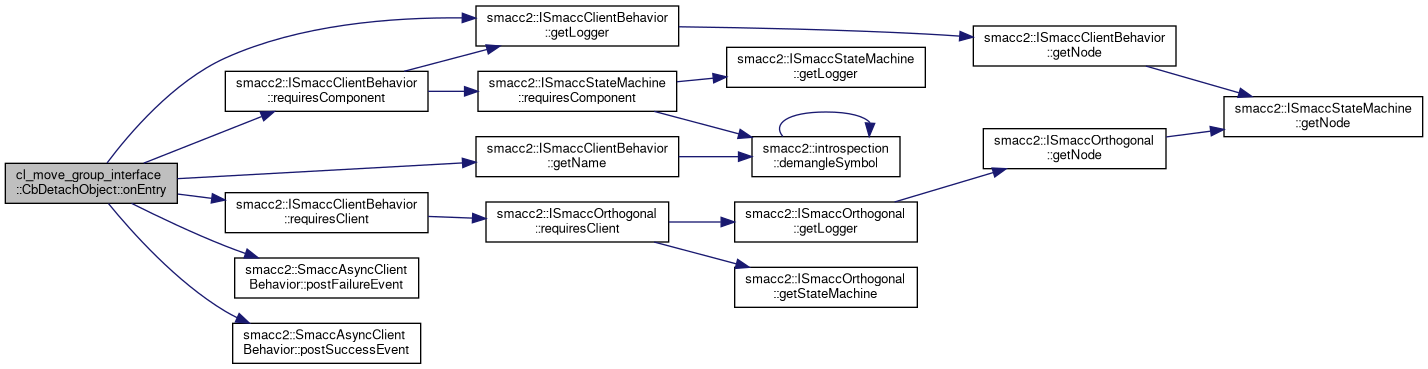 smacc2::ISmaccClientBehavior
::getLogger
smacc2::ISmaccClientBehavior
::getNode
smacc2::ISmaccStateMachine
::getLogger
smacc2::ISmaccClientBehavior
::requiresComponent
smacc2::ISmaccStateMachine
::requiresComponent
smacc2::ISmaccStateMachine
::getNode
smacc2::introspection
::demangleSymbol
smacc2::ISmaccOrthogonal
::getNode
smacc2::ISmaccClientBehavior
::getName
cl_move_group_interface
::CbDetachObject::onEntry
smacc2::ISmaccClientBehavior
::requiresClient
smacc2::ISmaccOrthogonal
::requiresClient
smacc2::ISmaccOrthogonal
::getLogger
smacc2::SmaccAsyncClient
Behavior::postFailureEvent
smacc2::ISmaccOrthogonal
::getStateMachine
smacc2::SmaccAsyncClient
Behavior::postSuccessEvent